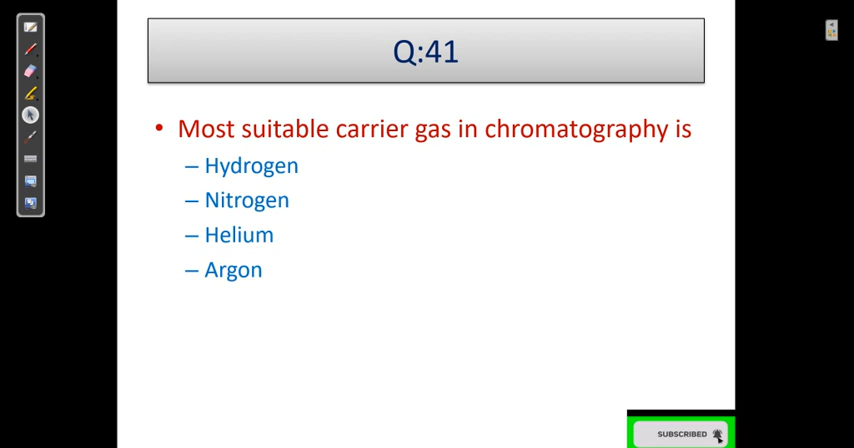 Q:41
• Most suitable carrier gas in chromatography is
– Hydrogen
– Nitrogen
– Helium
– Argon
SUBSCRIBED